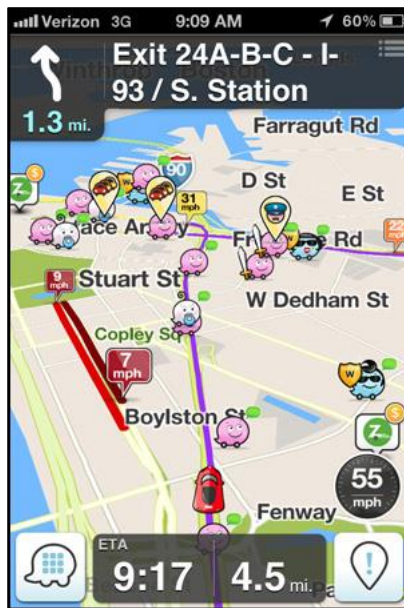 Verizon 3G 9:09 AM 60%
Exit 24A-B-C - I-
93 / S. Station
1.3 mi.
Farragut Rd
90
D St
E St
31
mph
22
Stuart St
9
mph
W Dedham St
Copley Sq
7
mph
Boylston St
55
mph
Fenway
ETA
9:17 4.5 mi.